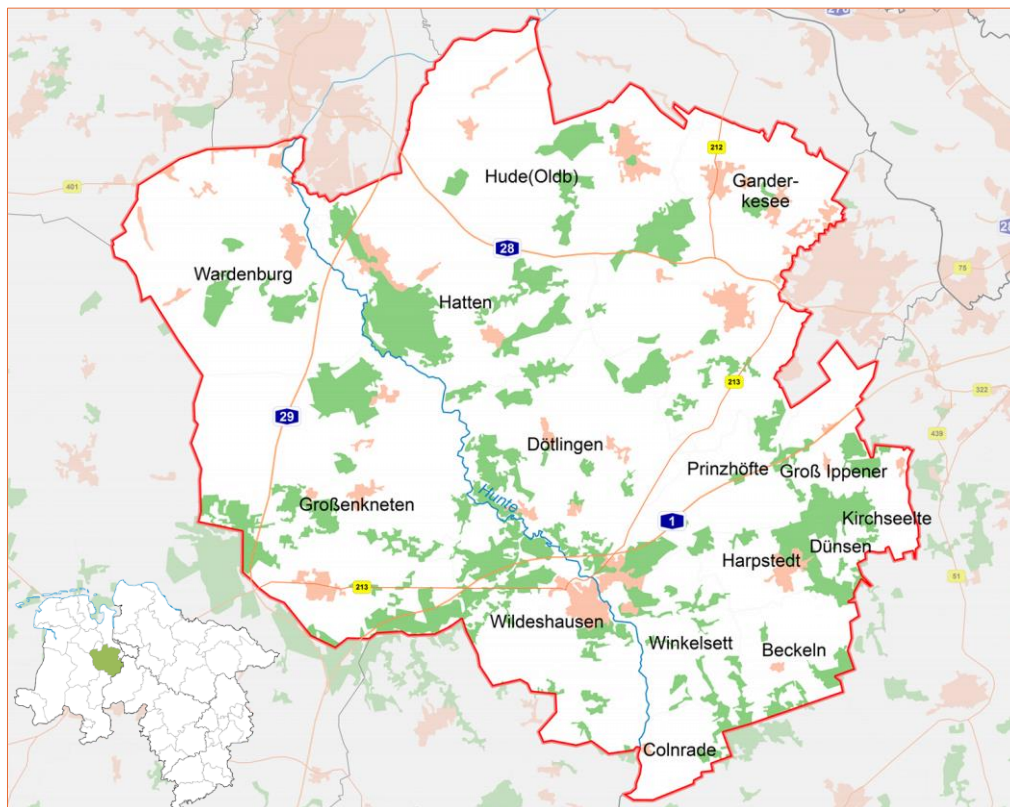 401
212
Hude(Oldb)
Gander-
kesee
28
75
Wardenburg
Hatten
213
322
29
439
Dötlingen
Prinzhöfte
Groß Ippener
Hunte
Großenkneten
1
Kirchseelte
Dünsen
Harpstedt
51
213
Wildeshausen
Winkelsett
Beckeln
Colnrade